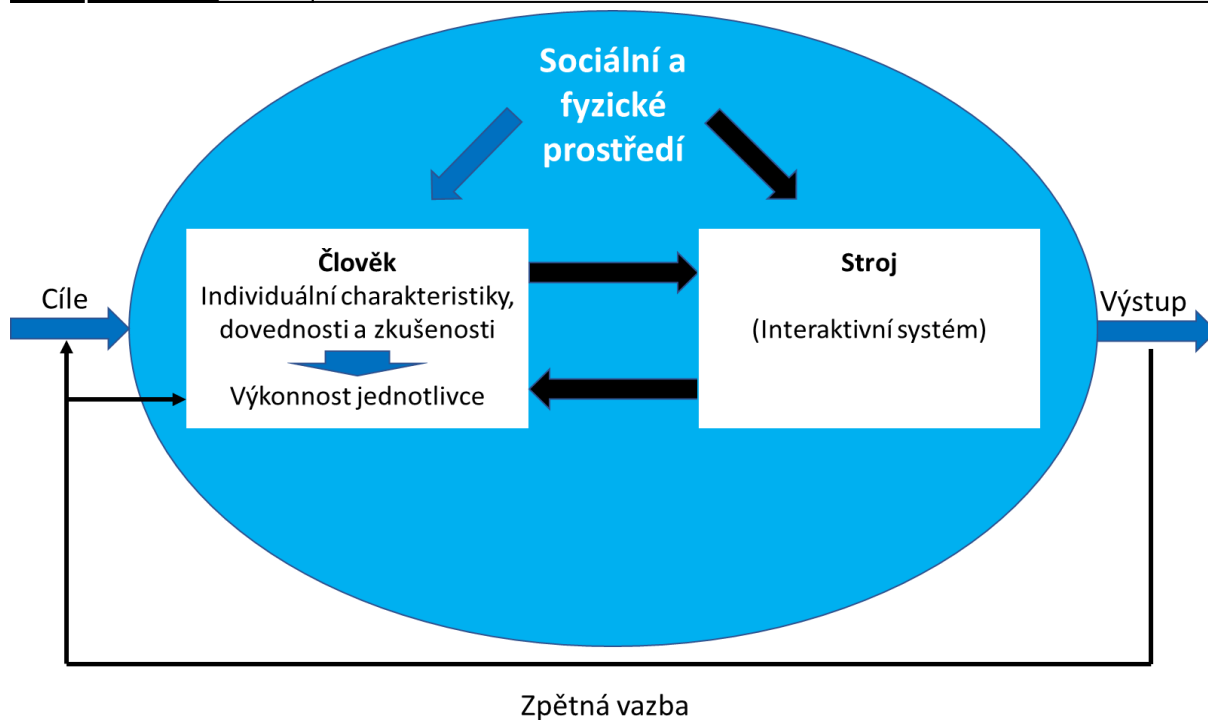 Sociální a
fyzické
prostředí
Cíle
Člověk
Individuální charakteristiky,
dovednosti a zkušenosti
Výkonnost jednotlivce
Stroj
(Interaktivní systém)
Výstup
Zpětná vazba